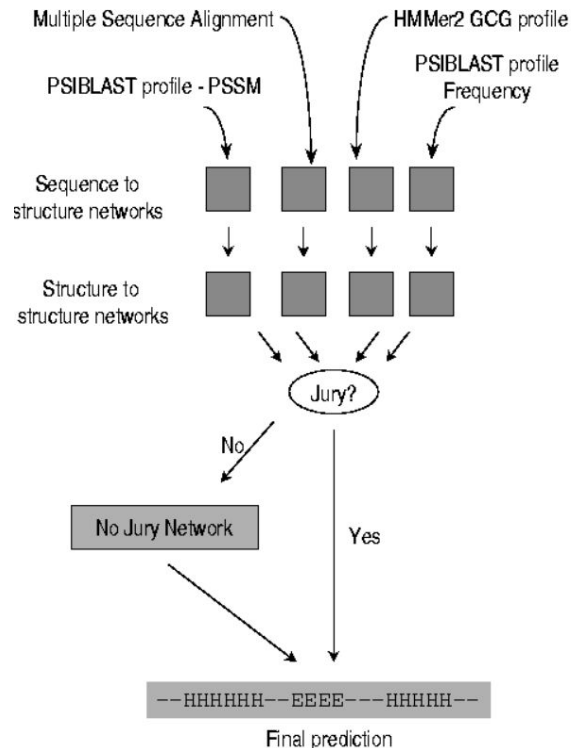 Multiple Sequence Alignment
HMMer2 GCG profile
PSIBLAST profile - PSSM
PSIBLAST profile
Frequency
Sequence to
structure networks
Structure to
structure networks
Jury?
No
No Jury Network
Yes
--HHHHHH--EEEE---HHHHH--
Final prediction